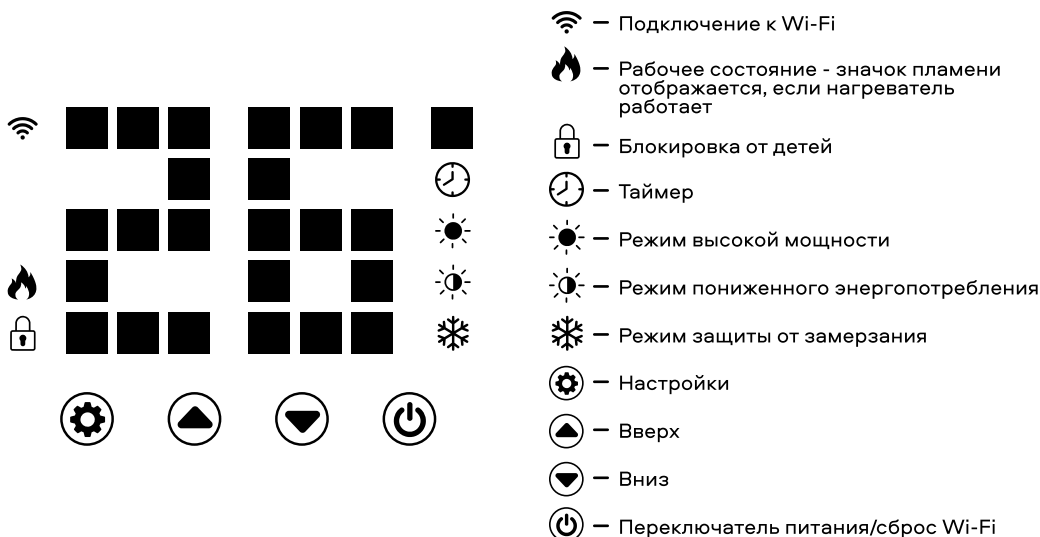 26
— Подключение к Wi-Fi
— Рабочее состояние - значок пламени
отображается, если нагреватель
работает
— Блокировка от детей
— Таймер
— Режим высокой мощности
— Режим пониженного энергопотребления
— Режим защиты от замерзания
— Настройки
— Вверх
— Вниз
— Переключатель питания/сброс Wi-Fi